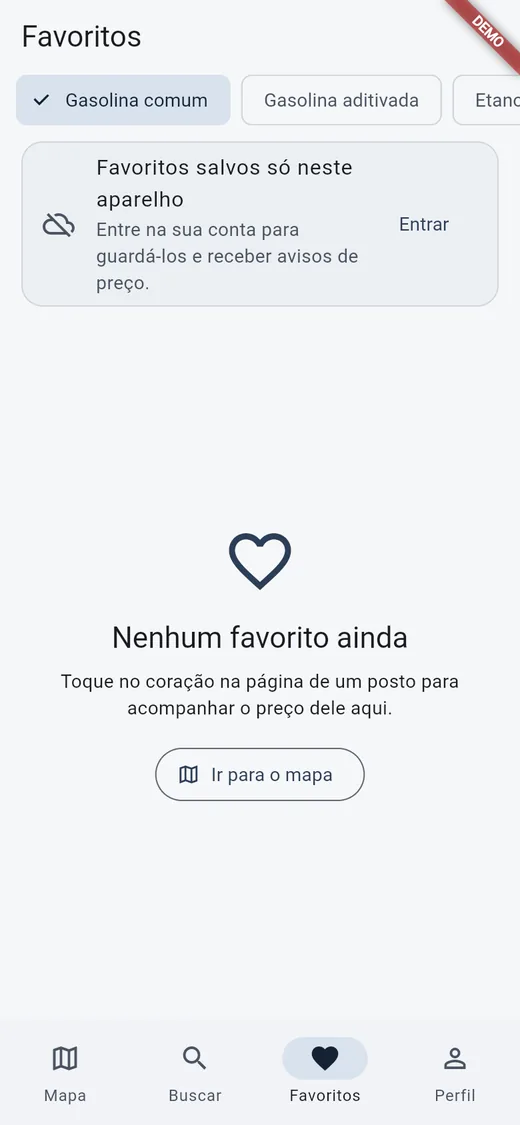 Favoritos
DEMO
Gasolina comum
Gasolina aditivada
Etano
Favoritos salvos só neste
aparelho
Entre na sua conta para
guardá-los e receber avisos de
preço.
Entrar
Nenhum favorito ainda
Toque no coração na página de um posto para
acompanhar o preço dele aqui.
Ir para o mapa
Mapa
Buscar
Favoritos
Perfil